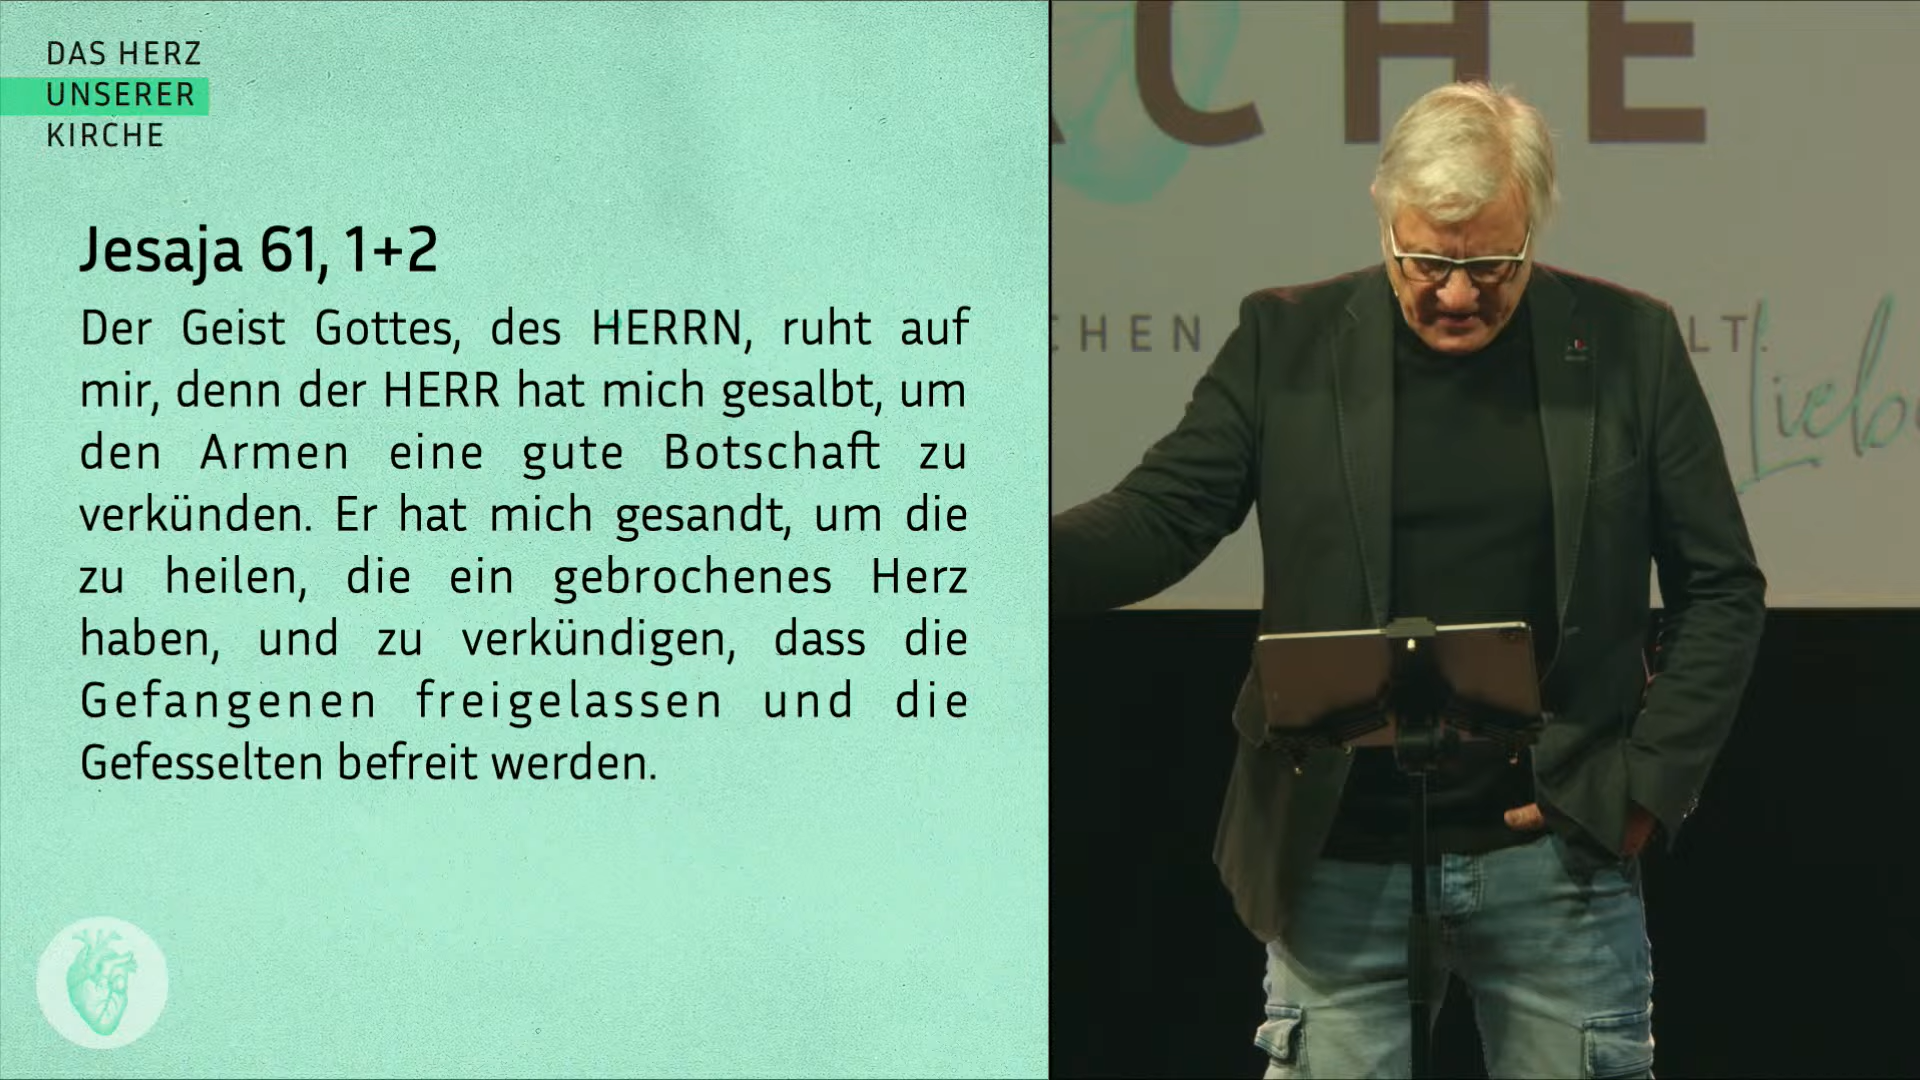 DAS HERZ
UNSERER
KIRCHE
Jesaja 61, 1+2
Der Geist Gottes, des HERRN, ruht auf
mir, denn der HERR hat mich gesalbt, um
den Armen eine gute Botschaft zu
verkünden. Er hat mich gesandt, um die
zu heilen, die ein gebrochenes Herz
haben, und zu verkündigen, dass die
Gefangenen freigelassen und die
Gefesselten befreit werden.
CHE
CHEN
LT.
Liebe